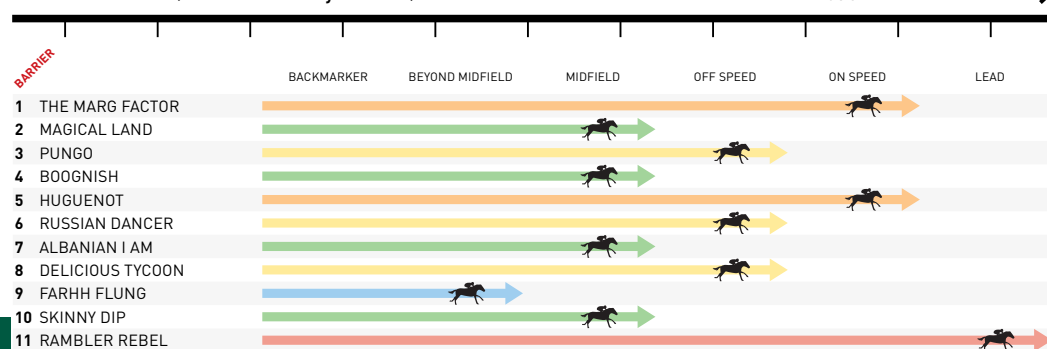 BARRIER
BACKMARKER BEYOND MIDFIELD MIDFIELD OFF SPEED ON SPEED LEAD
1 THE MARG FACTOR
2 MAGICAL LAND
3 PUNGO
4 BOOGNISH
5 HUGUENOT
6 RUSSIAN DANCER
7 ALBANIAN I AM
8 DELICIOUS TYCOON
9 FARHH FLUNG
10 SKINNY DIP
11 RAMBLER REBEL